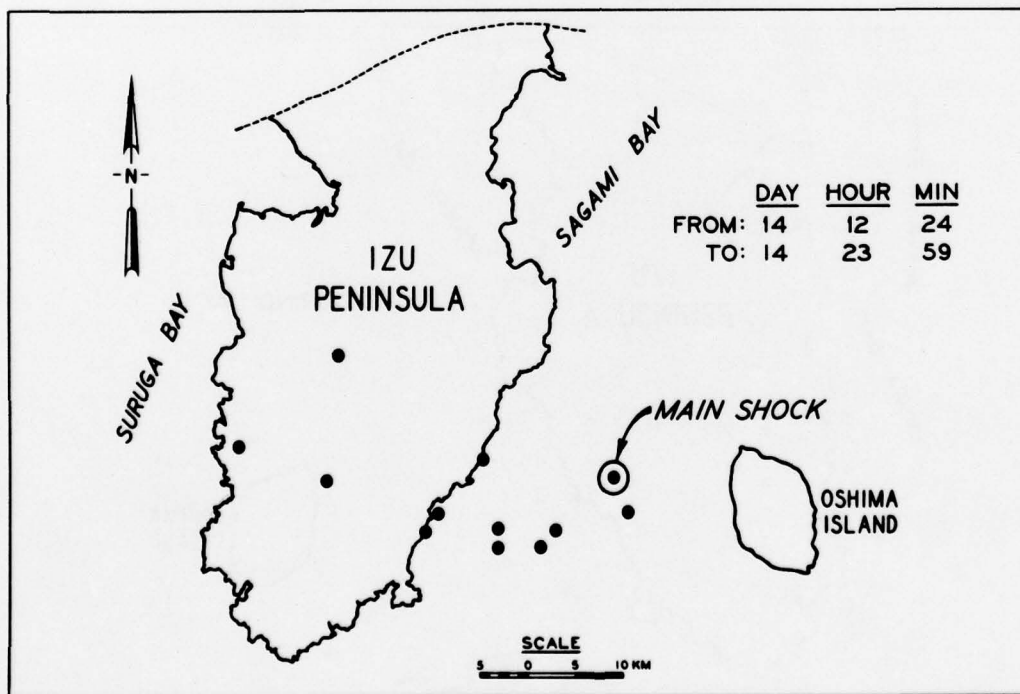 N
SAGAMI BAY
DAY HOUR MIN
FROM: 14 12 24
TO: 14 23 59
IZU
PENINSULA
SURUGA BAY
MAIN SHOCK
OSHIMA
ISLAND
SCALE
5 0 5 10 KM